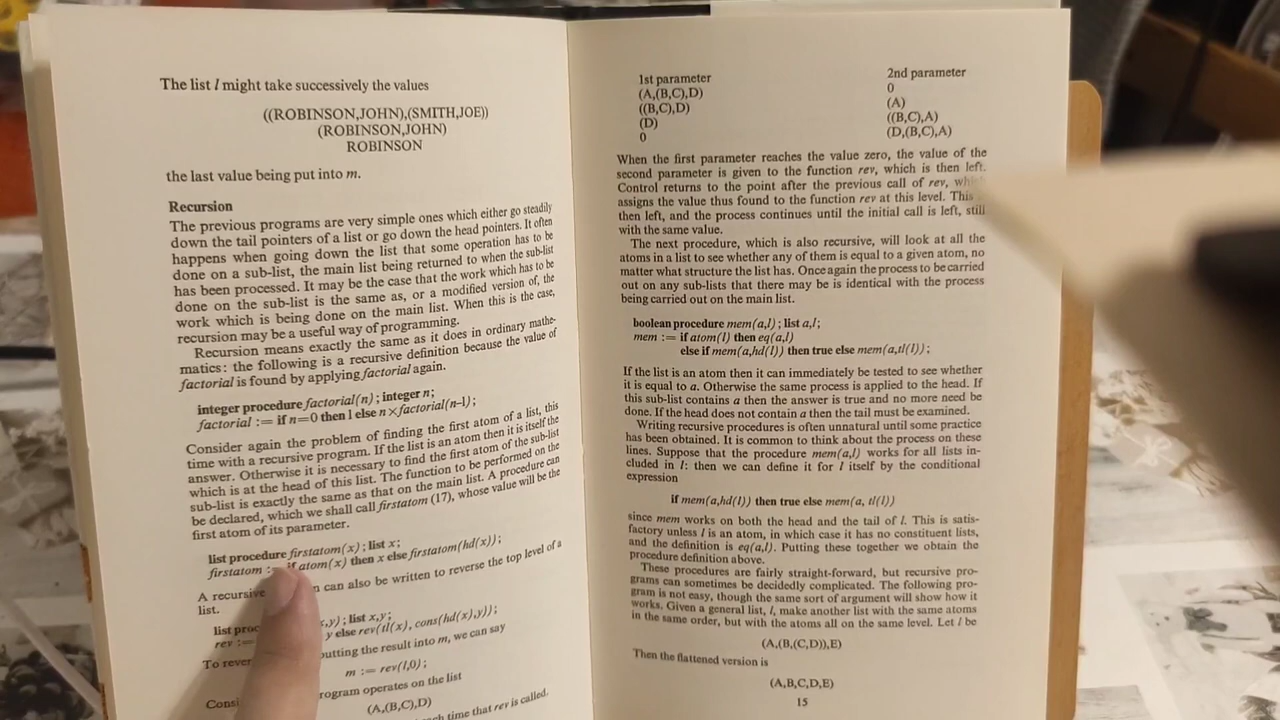 The list l might take successively the values
((ROBINSON,JOHN),(SMITH,JOE))
(ROBINSON,JOHN)
ROBINSON
the last value being put into m.
Recursion
The previous programs are very simple ones which either go steadily
down the tail pointers of a list or go down the head pointers. It often
happens when going down the list that some operation has to be
done on a sub-list, the main list being returned to when the sub-list
has been processed. It may be the case that the work which has to be
done on the sub-list is the same as, or a modified version of, the
work which is being done on the main list. When this is the case,
recursion may be a useful way of programming.
Recursion means exactly the same as it does in ordinary mathe-
matics: the following is a recursive definition because the value of
factorial is found by applying factorial again.
integer procedure factorial(n); integer n;
factorial := if n=0 then 1 else n×factorial(n-1);
Consider again the problem of finding the first atom of a list, this
time with a recursive program. If the list is an atom then it is itself the
answer. Otherwise it is necessary to find the first atom of the sub-list
which is at the head of this list. The function to be performed on the
sub-list is exactly the same as that on the main list. A procedure can
be declared, which we shall call firstatom (17), whose value will be the
first atom of its parameter.
list procedure firstatom(x); list x;
firstatom := if atom(x) then x else firstatom(hd(x));
A recursive can also be written to reverse the top level of a
list.
list x,y); list x,y;
rev := y else rev(tl(x), cons(hd(x),y));
To putting the result into m, we can say
m := rev(l,0);
operates on the list
(A,(B,C),D)
time that rev is called.
1st parameter 2nd parameter
(A,(B,C),D) 0
((B,C),D) (A)
(D) ((B,C),A)
0 (D,(B,C),A)
When the first parameter reaches the value zero, the value of the
second parameter is given to the function rev, which is then left.
Control returns to the point after the previous call of rev, which
assigns the value thus found to the function rev at this level. This
then left, and the process continues until the initial call is left, still
with the same value.
The next procedure, which is also recursive, will look at all the
atoms in a list to see whether any of them is equal to a given atom, no
matter what structure the list has. Once again the process to be carried
out on any sub-lists that there may be is identical with the process
being carried out on the main list.
boolean procedure mem(a,l); list a,l;
mem := if atom(l) then eq(a,l)
else if mem(a,hd(l)) then true else mem(a,tl(l));
If the list is an atom then it can immediately be tested to see whether
it is equal to a. Otherwise the same process is applied to the head. If
this sub-list contains a then the answer is true and no more need be
done. If the head does not contain a then the tail must be examined.
Writing recursive procedures is often unnatural until some practice
has been obtained. It is common to think about the process on these
lines. Suppose that the procedure mem(a,l) works for all lists in-
cluded in l: then we can define it for l itself by the conditional
expression
if mem(a,hd(l)) then true else mem(a, tl(l))
since mem works on both the head and the tail of l. This is satis-
factory unless l is an atom, in which case it has no constituent lists,
and the definition is eq(a,l). Putting these together we obtain the
procedure definition above.
These procedures are fairly straight-forward, but recursive pro-
grams can sometimes be decidedly complicated. The following pro-
gram is not easy, though the same sort of argument will show how it
works. Given a general list, l, make another list with the same atoms
in the same order, but with the atoms all on the same level. Let l be
(A,(B,(C,D)),E)
Then the flattened version is
(A,B,C,D,E)
15